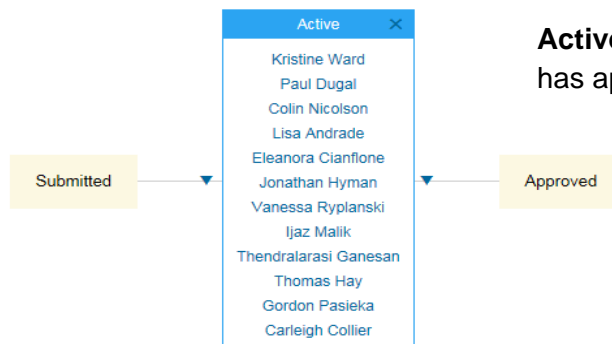 Active
Kristine Ward
Paul Dugal
Colin Nicolson
Lisa Andrade
Eleanora Cianflone
Jonathan Hyman
Vanessa Ryplanski
Ijaz Malik
Thendralarasi Ganesan
Thomas Hay
Gordon Pasieka
Carleigh Collier
Submitted
Approved
Active
has ap